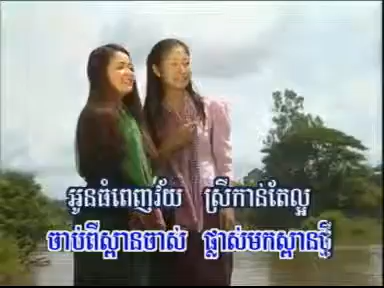 អូនធំពេញវ័យ ស្រីកាន់តែល្អ
ចាប់ពីស្ពានចាស់ ផ្លាស់មកស្ពានថ្មី